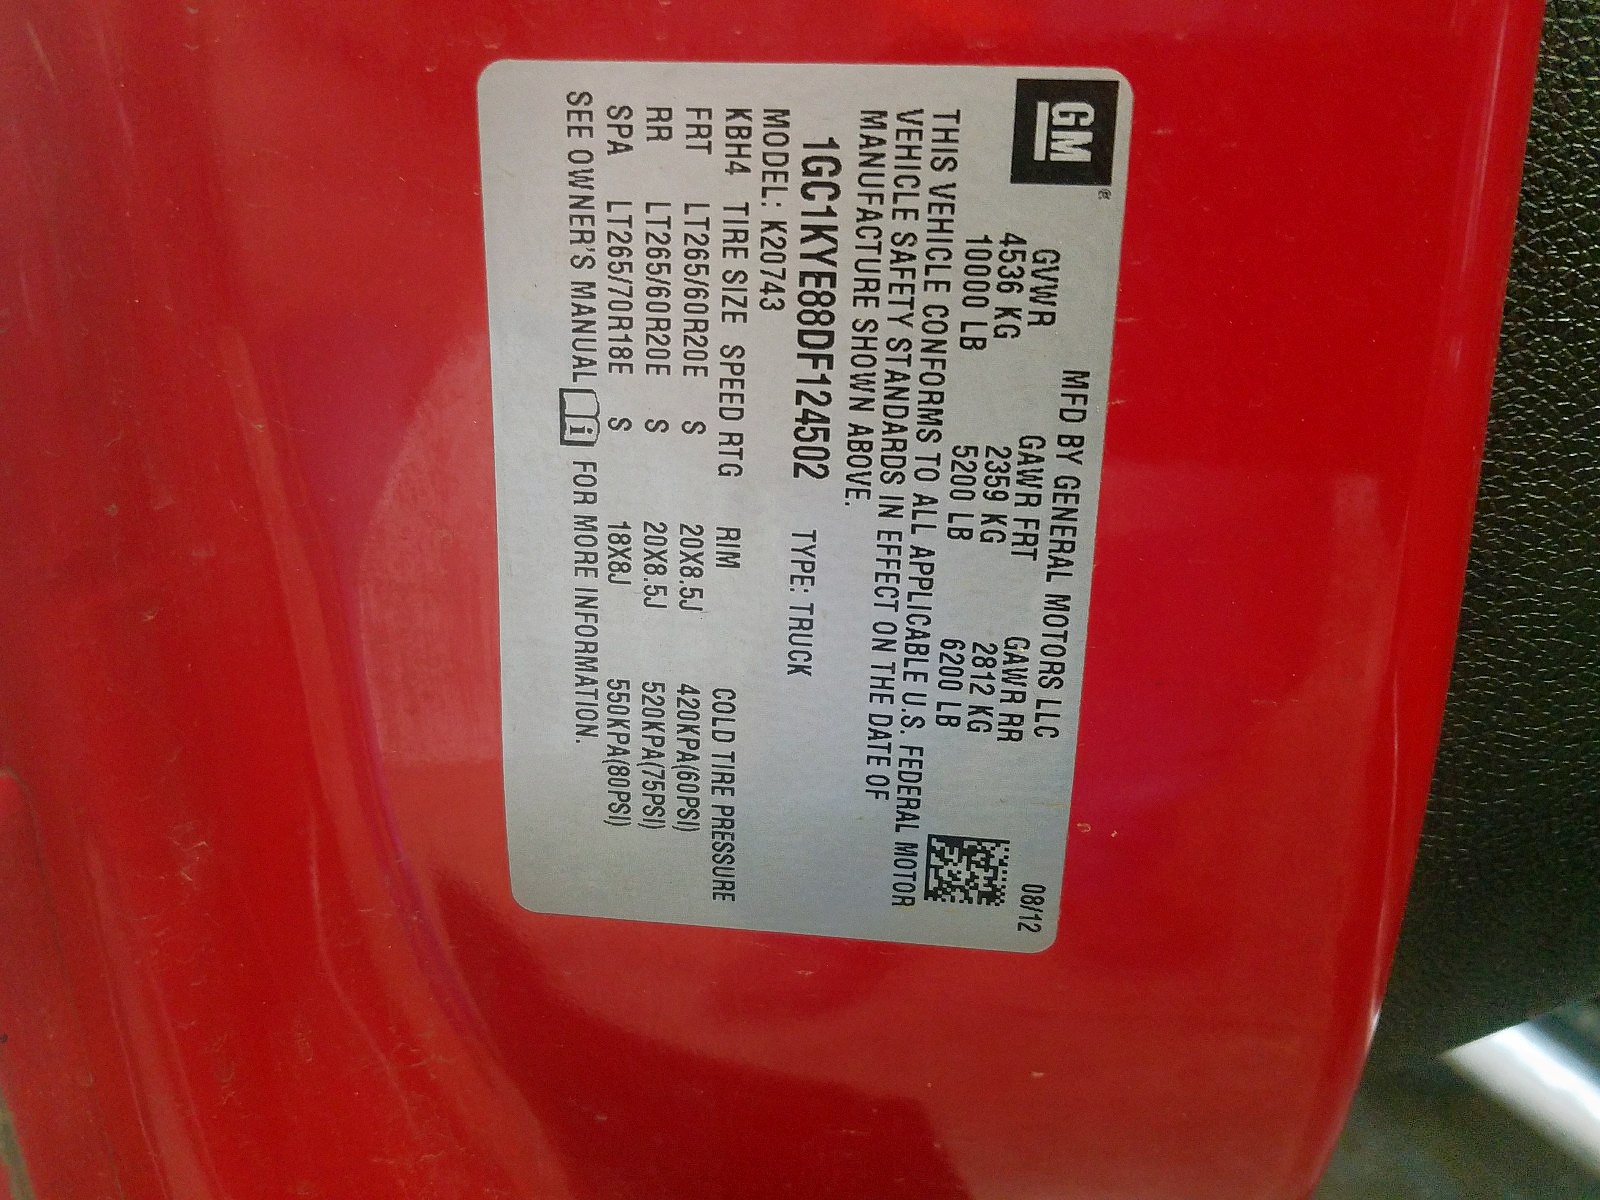 GM®
MFD BY GENERAL MOTORS LLC 08/12
GVWR GAWR FRT GAWR RR
4536 KG 2359 KG 2812 KG
10000 LB 5200 LB 6200 LB
THIS VEHICLE CONFORMS TO ALL APPLICABLE U.S. FEDERAL MOTOR
VEHICLE SAFETY STANDARDS IN EFFECT ON THE DATE OF
MANUFACTURE SHOWN ABOVE.
1GC1KYE88DF124502 TYPE: TRUCK
MODEL: K20743
KBH4 TIRE SIZE SPEED RTG RIM COLD TIRE PRESSURE
FRT LT265/60R20E S 20X8.5J 420KPA(60PSI)
RR LT265/60R20E S 20X8.5J 520KPA(75PSI)
SPA LT265/70R18E S 18X8J 550KPA(80PSI)
SEE OWNER'S MANUAL i FOR MORE INFORMATION.